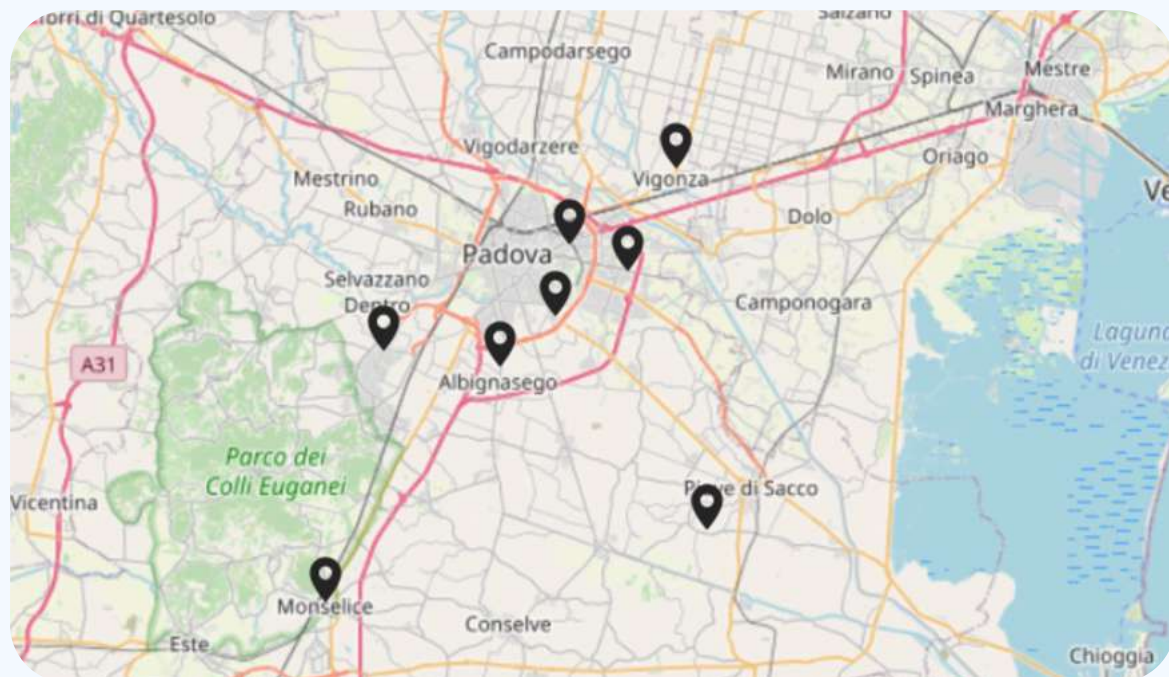 Torri di Quartesolo
Salzano
Campodarsego
Mirano
Spinea
Mestre
Marghera
Vigodarzere
Oriago
Mestrino
Vigonza
Rubano
Dolo
Padova
Selvazzano
Dentro
Camponogara
Laguna
di Venez
A31
Albignasego
Parco dei
Colli Euganei
Vicentina
Piove di Sacco
Monselice
Conselve
Este
Chioggia